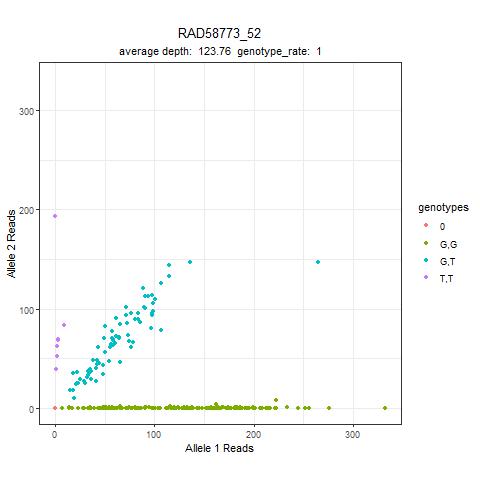 RAD58773_52
average depth:  123.76  genotype_rate:  1
Allele 2 Reads
300
200
100
0
0
100
200
300
Allele 1 Reads
genotypes
0
G,G
G,T
T,T